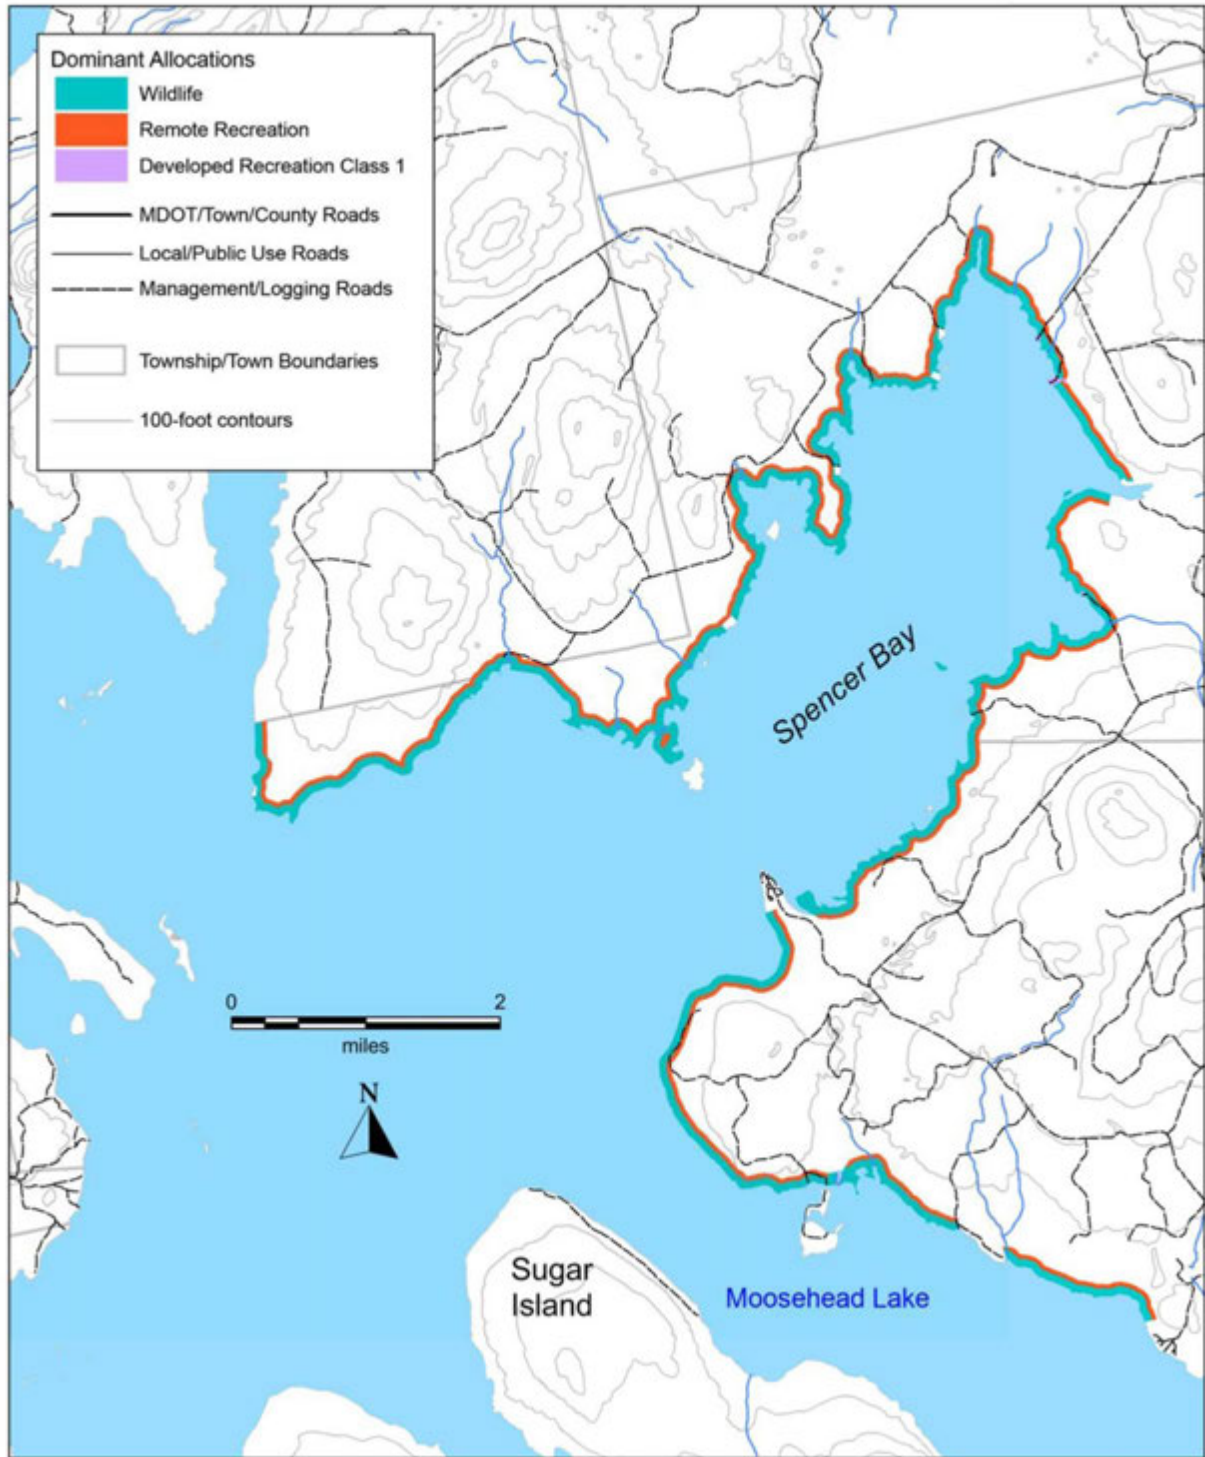 Dominant Allocations
Wildlife
Remote Recreation
Developed Recreation Class 1
MDOT/Town/County Roads
Local/Public Use Roads
Management/Logging Roads
Township/Town Boundaries
100-foot contours
Spencer Bay
0 2
miles
N
Sugar
Island
Moosehead Lake